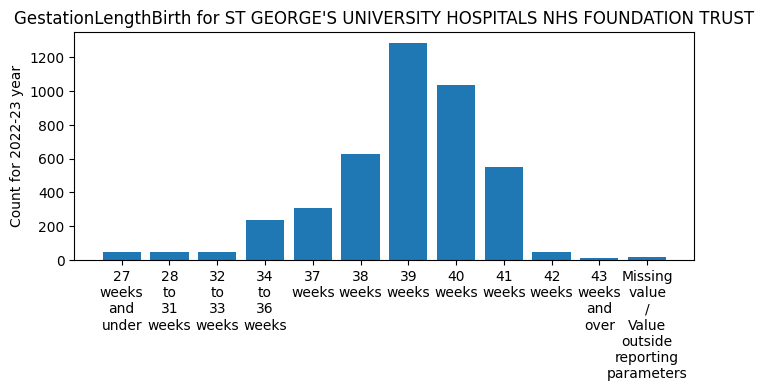 GestationLengthBirth for ST GEORGE'S UNIVERSITY HOSPITALS NHS FOUNDATION TRUST
Count for 2022-23 year
1200
1000
800
600
400
200
0
27
weeks
and
under
28
to
31
weeks
32
to
33
weeks
34
to
36
weeks
37
weeks
38
weeks
39
weeks
40
weeks
41
weeks
42
weeks
43
weeks
and
over
Missing
value
/
Value
outside
reporting
parameters